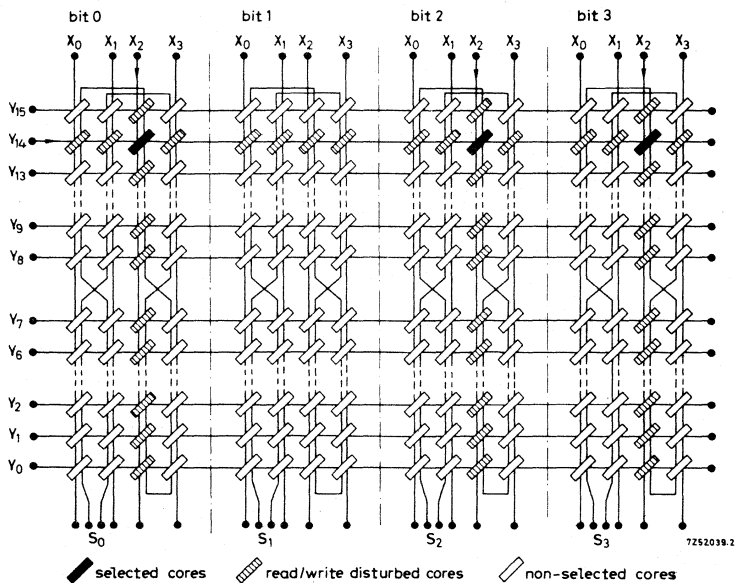 bit 0 bit 1 bit 2 bit 3
X0 X1 X2 X3 X0 X1 X2 X3 X0 X1 X2 X3 X0 X1 X2 X3
Y15
Y14
Y13
Y9
Y8
Y7
Y6
Y2
Y1
Y0
S0 S1 S2 S3
7Z52039.2
selected cores read/write disturbed cores non-selected cores